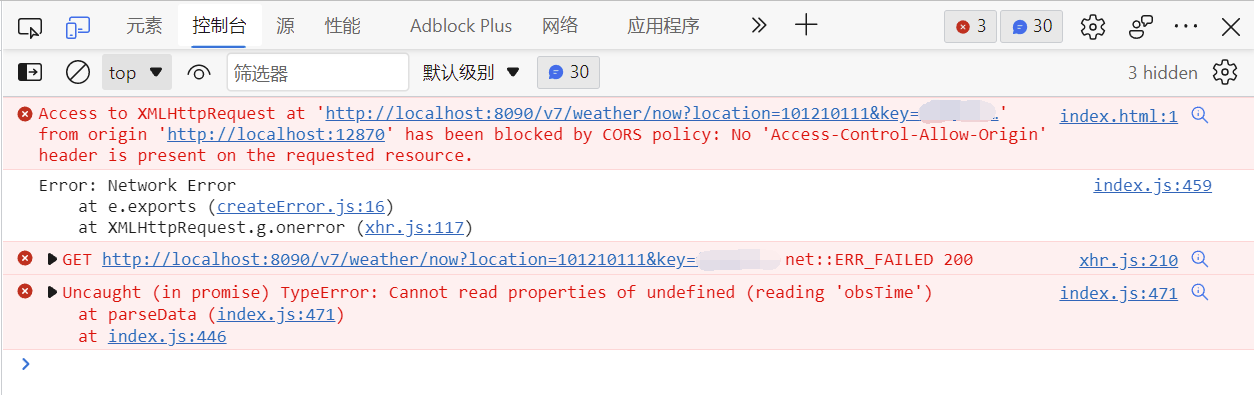 元素 控制台 源 性能 Adblock Plus 网络 应用程序 3 30
top 筛选器 默认级别 30 3 hidden
Access to XMLHttpRequest at 'http://localhost:8090/v7/weather/now?location=101210111&key= ' index.html:1
from origin 'http://localhost:12870' has been blocked by CORS policy: No 'Access-Control-Allow-Origin'
header is present on the requested resource.
Error: Network Error index.js:459
at e.exports (createError.js:16)
at XMLHttpRequest.g.onerror (xhr.js:117)
GET http://localhost:8090/v7/weather/now?location=101210111&key= net::ERR_FAILED 200 xhr.js:210
Uncaught (in promise) TypeError: Cannot read properties of undefined (reading 'obsTime') index.js:471
at parseData (index.js:471)
at index.js:446